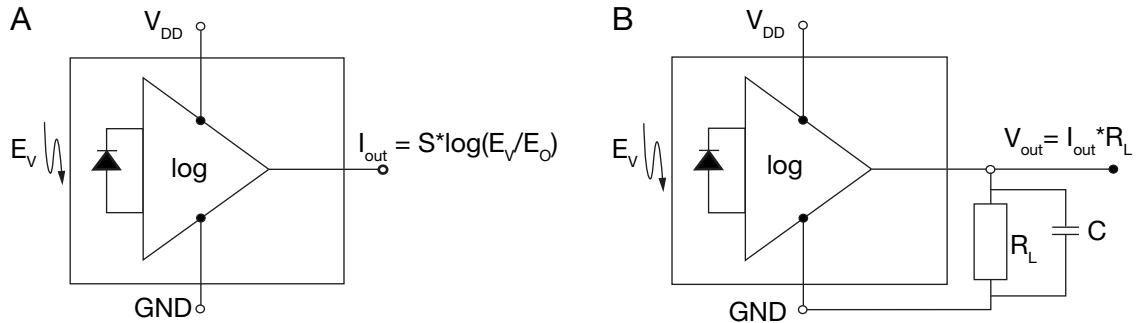 A
V_DD
E_V
log
I_out = S*log(E_V/E_O)
GND
B
V_DD
E_V
log
V_out= I_out*R_L
R_L
C
GND